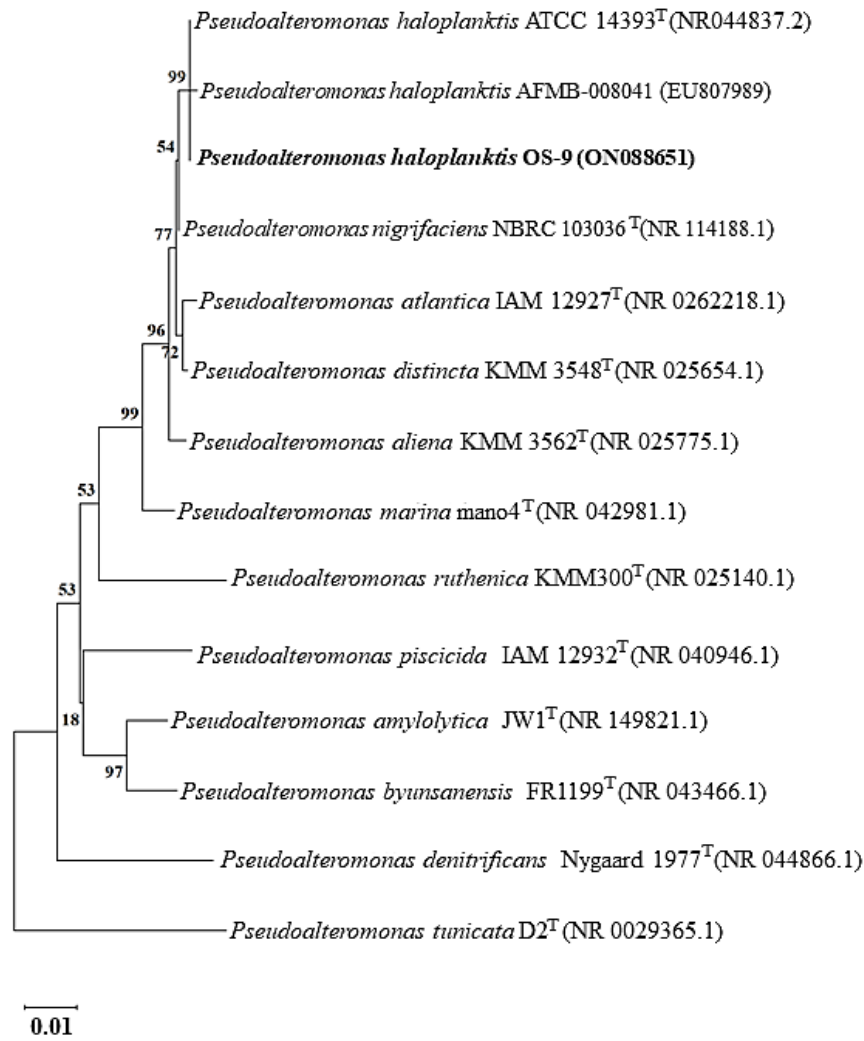 Pseudoalteromonas haloplanktis ATCC 14393T(NR044837.2)
99
Pseudoalteromonas haloplanktis AFMB-008041 (EU807989)
54
Pseudoalteromonas haloplanktis OS-9 (ON088651)
77
Pseudoalteromonas nigrifaciens NBRC 103036 T(NR 114188.1)
Pseudoalteromonas atlantica IAM 12927T(NR 0262218.1)
96
72
Pseudoalteromonas distincta KMM 3548T(NR 025654.1)
99
Pseudoalteromonas aliena KMM 3562T(NR 025775.1)
53
Pseudoalteromonas marina mano4 T(NR 042981.1)
Pseudoalteromonas ruthenica KMM300T(NR 025140.1)
53
Pseudoalteromonas piscicida IAM 12932T(NR 040946.1)
18
Pseudoalteromonas amylolytica JW1T(NR 149821.1)
97
Pseudoalteromonas byunsanensis FR1199T(NR 043466.1)
Pseudoalteromonas denitrificans Nygaard 1977T(NR 044866.1)
Pseudoalteromonas tunicata D2T(NR 0029365.1)
0.01